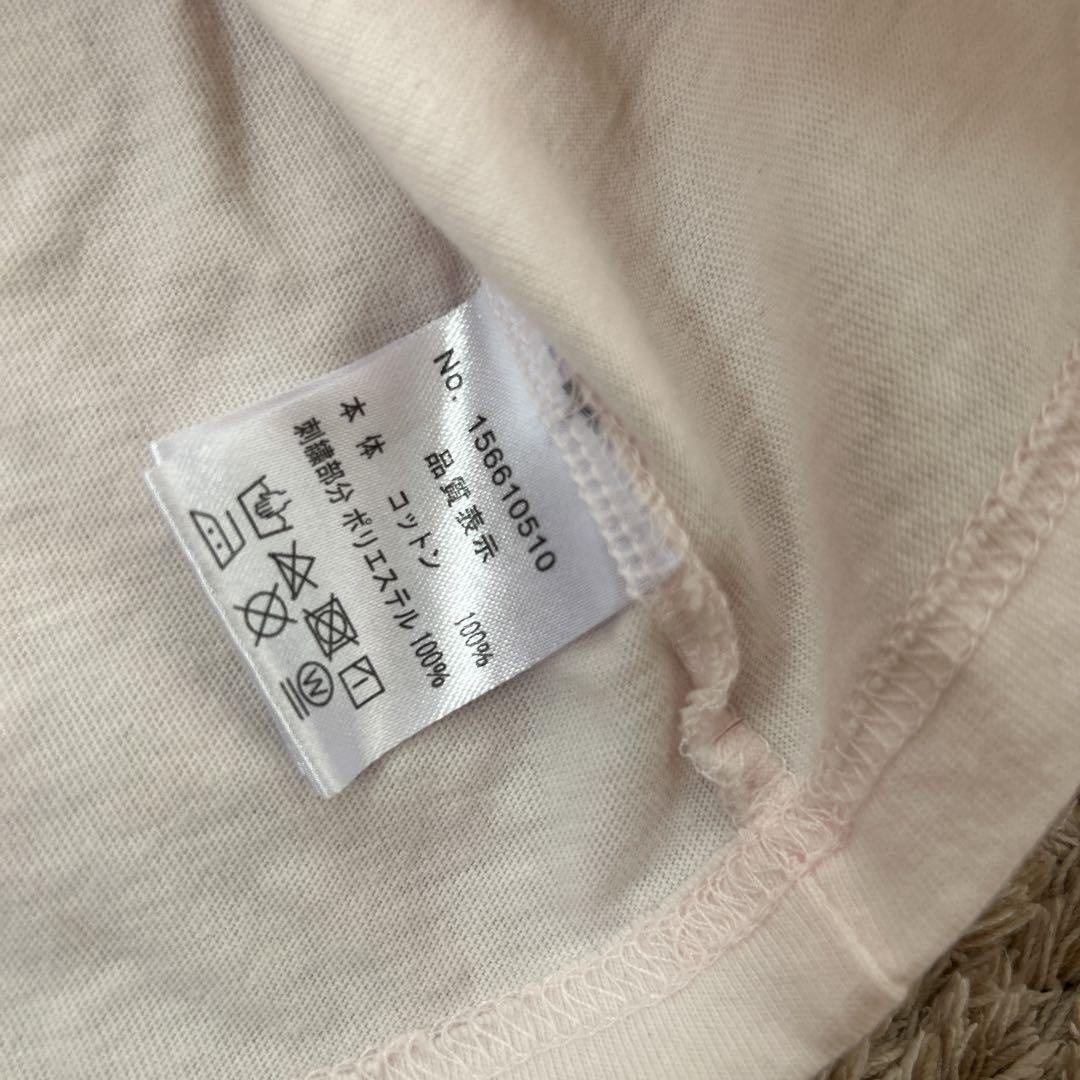 No. 156610510
品質表示
本体 コットン 100%
刺繍部分 ポリエステル 100%
W